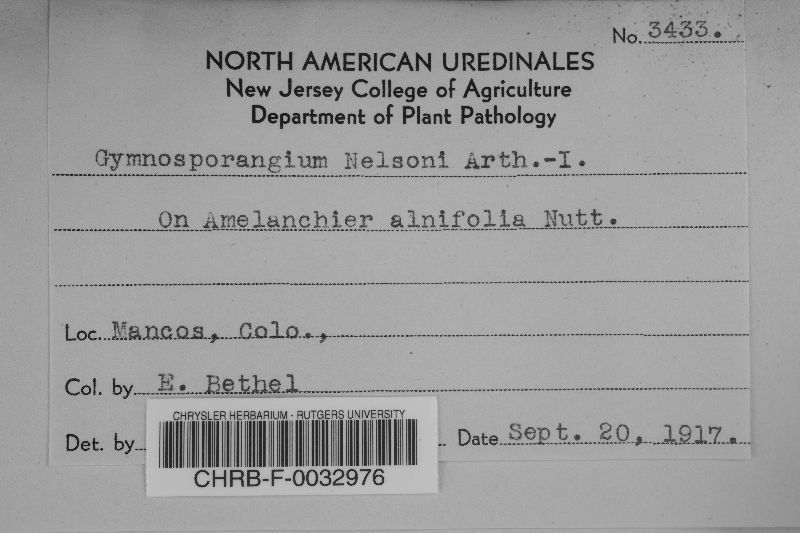 No. 3433.
NORTH AMERICAN UREDINALES
New Jersey College of Agriculture
Department of Plant Pathology
Gymnosporangium Nelsoni Arth.-I.
On Amelanchier alnifolia Nutt.
Loc. Mancos, Colo.,
Col. by E. Bethel
Det. by
Date Sept. 20, 1917.
CHRYSLER HERBARIUM - RUTGERS UNIVERSITY
CHRB-F-0032976